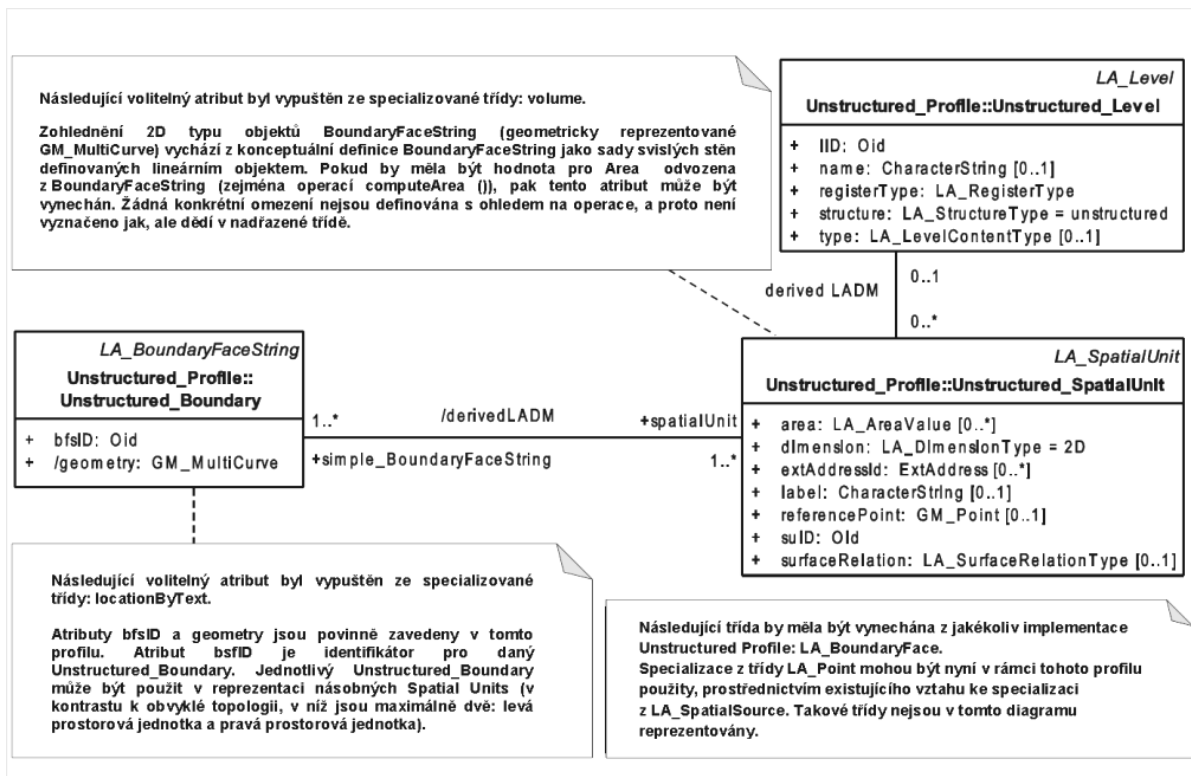 Následující volitelný atribut byl vypuštěn ze specializované třídy: volume.
Zohlednění 2D typu objektů BoundaryFaceString (geometricky reprezentované
GM_MultiCurve) vychází z konceptuální definice BoundaryFaceString jako sady svislých stěn
definovaných lineárním objektem. Pokud by měla být hodnota pro Area odvozena
z BoundaryFaceString (zejména operací computeArea ()), pak tento atribut může být
vynechán. Žádná konkrétní omezení nejsou definována s ohledem na operace, a proto není
vyznačeno jak, ale dědí v nadřazené třídě.
LA_Level
Unstructured_Profile::Unstructured_Level
+ lID: Oid
+ name: CharacterString [0..1]
+ registerType: LA_RegisterType
+ structure: LA_StructureType = unstructured
+ type: LA_LevelContentType [0..1]
derived LADM
0..1
0..*
LA_BoundaryFaceString
Unstructured_Profile::
Unstructured_Boundary
+ bfsID: Oid
+ /geometry: GM_MultiCurve
1..*
/derivedLADM
+spatialUnit
+simple_BoundaryFaceString
1..*
LA_SpatialUnit
Unstructured_Profile::Unstructured_SpatialUnit
+ area: LA_AreaValue [0..*]
+ dimension: LA_DimensionType = 2D
+ extAddressId: ExtAddress [0..*]
+ label: CharacterString [0..1]
+ referencePoint: GM_Point [0..1]
+ suID: Oid
+ surfaceRelation: LA_SurfaceRelationType [0..1]
Následující volitelný atribut byl vypuštěn ze specializované
třídy: locationByText.
Atributy bfsID a geometry jsou povinně zavedeny v tomto
profilu. Atribut bsfID je identifikátor pro daný
Unstructured_Boundary. Jednotlivý Unstructured_Boundary
může být použit v reprezentaci násobných Spatial Units (v
kontrastu k obvyklé topologii, v níž jsou maximálně dvě: levá
prostorová jednotka a pravá prostorová jednotka).
Následující třída by měla být vynechána z jakékoliv implementace
Unstructured Profile: LA_BoundaryFace.
Specializace z třídy LA_Point mohou být nyní v rámci tohoto profilu
použity, prostřednictvím existujícího vztahu ke specializaci
z LA_SpatialSource. Takové třídy nejsou v tomto diagramu
reprezentovány.